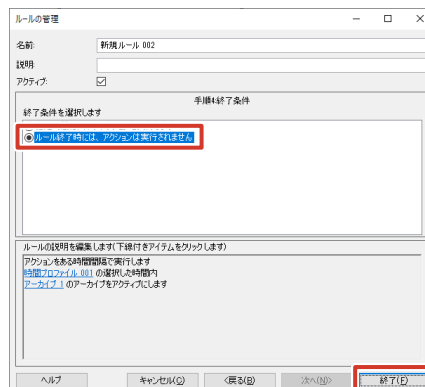 ルールの管理
名前: 新規ルール 002
説明:
アクティブ:
手順4:終了条件
終了条件を選択します
ルール終了時には、アクションは実行されません
ルールの説明を編集します(下線付きアイテムをクリックします)
アクションをある時間間隔で実行します
時間プロファイル 001 の選択した時間内
アーカイブ 1 のアーカイブをアクティブにします
ヘルプ キャンセル(C) <戻る(B) 次へ(N)> 終了(F)